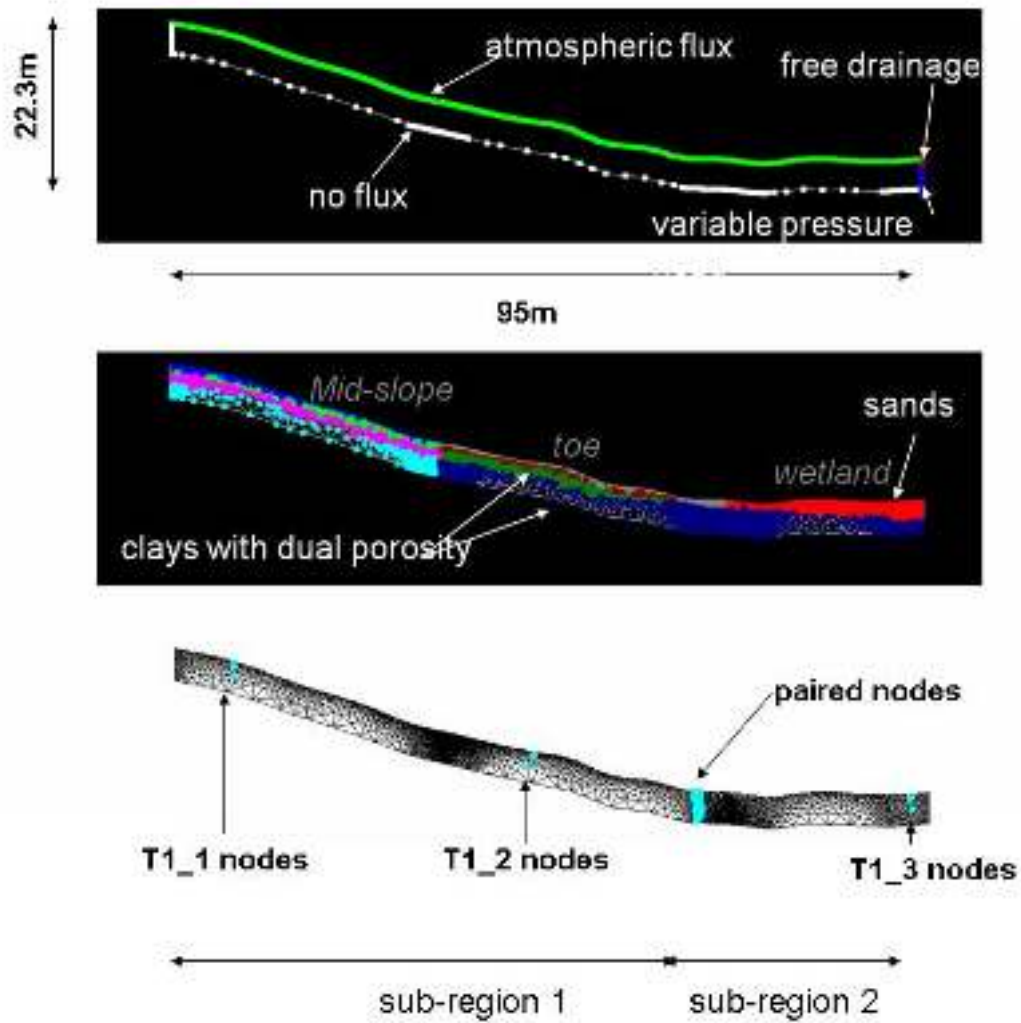 22.3m
atmospheric flux
free drainage
no flux
variable pressure
95m
Mid-slope
sands
toe
wetland
clays with dual porosity
paired nodes
T1_1 nodes
T1_2 nodes
T1_3 nodes
sub-region 1
sub-region 2